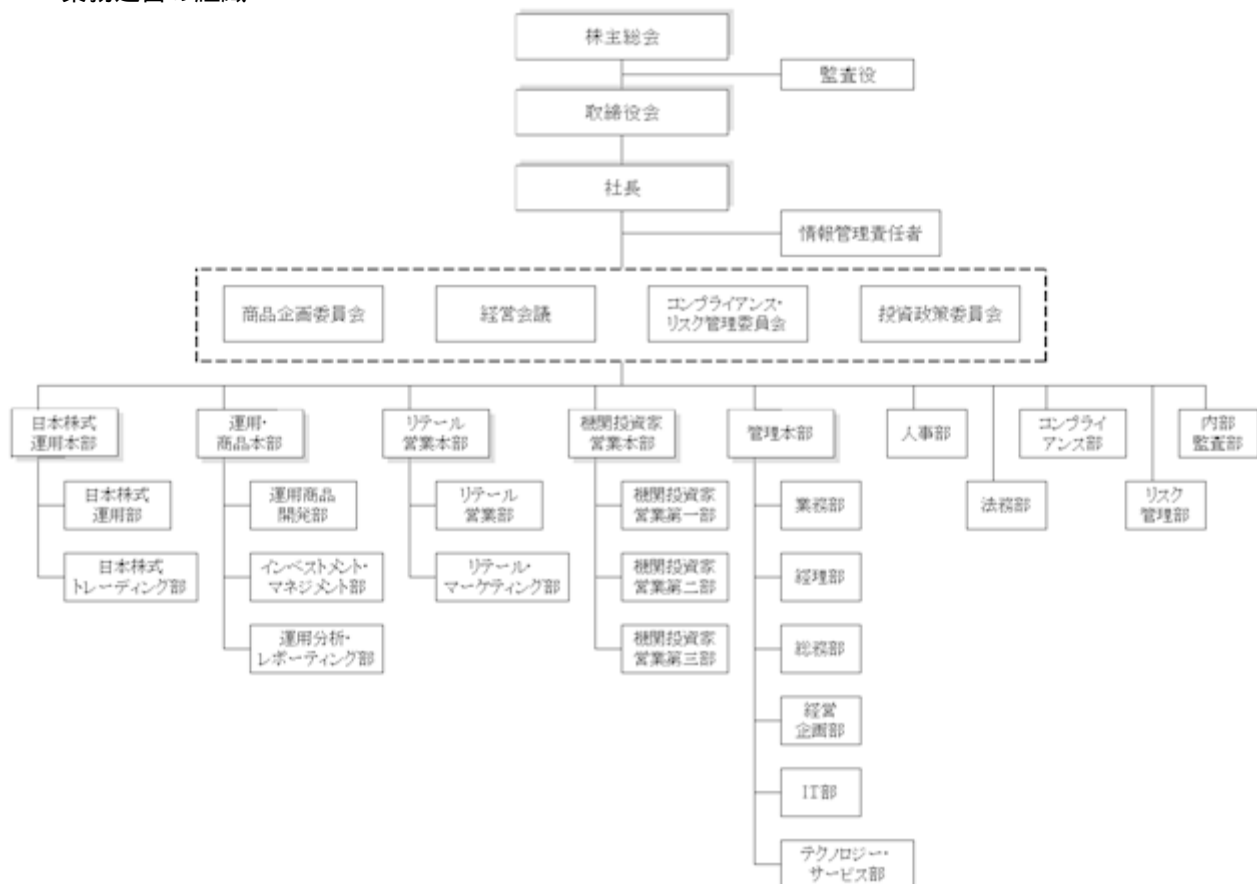 株主総会
監査役
取締役会
社長
情報管理責任者
商品企画委員会
経営会議
コンプライアンス・
リスク管理委員会
投資政策委員会
日本株式
運用本部
運用・
商品本部
リテール
営業本部
機関投資家
営業本部
管理本部
人事部
コンプライ
アンス部
内部
監査部
日本株式
運用部
運用商品
開発部
リテール
営業部
機関投資家
営業第一部
業務部
法務部
リスク
管理部
日本株式
トレーディング部
インベストメント・
マネジメント部
リテール・
マーケティング部
機関投資家
営業第二部
経理部
運用分析・
レポーティング部
機関投資家
営業第三部
総務部
経営
企画部
IT部
テクノロジー・
サービス部